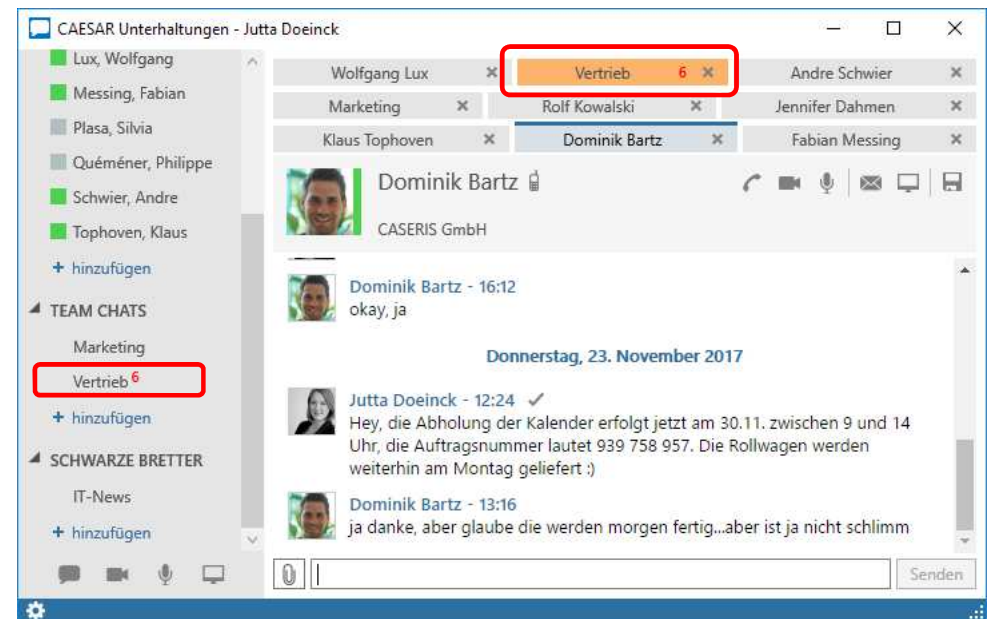 CAESAR Unterhaltungen - Jutta Doeinck
Lux, Wolfgang
Messing, Fabian
Plasa, Silvia
Quéméner, Philippe
Schwier, Andre
Tophoven, Klaus
+ hinzufügen
TEAM CHATS
Marketing
Vertrieb 6
+ hinzufügen
SCHWARZE BRETTER
IT-News
+ hinzufügen
Wolfgang Lux
Vertrieb 6
Andre Schwier
Marketing
Rolf Kowalski
Jennifer Dahmen
Klaus Tophoven
Dominik Bartz
Fabian Messing
Dominik Bartz
CASERIS GmbH
Dominik Bartz - 16:12
okay, ja
Donnerstag, 23. November 2017
Jutta Doeinck - 12:24
Hey, die Abholung der Kalender erfolgt jetzt am 30.11. zwischen 9 und 14
Uhr, die Auftragsnummer lautet 939 758 957. Die Rollwagen werden
weiterhin am Montag geliefert :)
Dominik Bartz - 13:16
ja danke, aber glaube die werden morgen fertig...aber ist ja nicht schlimm
Senden